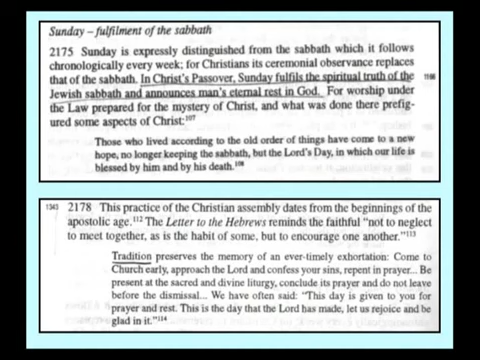 Sunday – fulfilment of the sabbath
2175 Sunday is expressly distinguished from the sabbath which it follows
chronologically every week; for Christians its ceremonial observance replaces
that of the sabbath. In Christ's Passover, Sunday fulfils the spiritual truth of the
Jewish sabbath and announces man's eternal rest in God. For worship under
the Law prepared for the mystery of Christ, and what was done there prefig-
ured some aspects of Christ:107
Those who lived according to the old order of things have come to a new
hope, no longer keeping the sabbath, but the Lord's Day, in which our life is
blessed by him and by his death.108
1343 2178 This practice of the Christian assembly dates from the beginnings of the
apostolic age.112 The Letter to the Hebrews reminds the faithful "not to neglect
to meet together, as is the habit of some, but to encourage one another."113
Tradition preserves the memory of an ever-timely exhortation: Come to
Church early, approach the Lord and confess your sins, repent in prayer... Be
present at the sacred and divine liturgy, conclude its prayer and do not leave
before the dismissal... We have often said: "This day is given to you for
prayer and rest. This is the day that the Lord has made, let us rejoice and be
glad in it."114